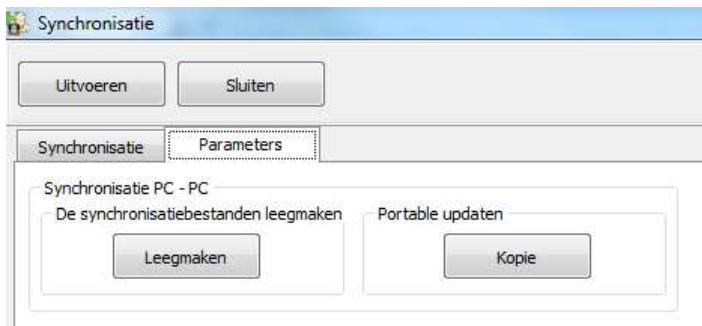 Synchronisatie
Uitvoeren Sluiten
Synchronisatie Parameters
Synchronisatie PC - PC
De synchronisatiebestanden leegmaken Portable updaten
Leegmaken Kopie